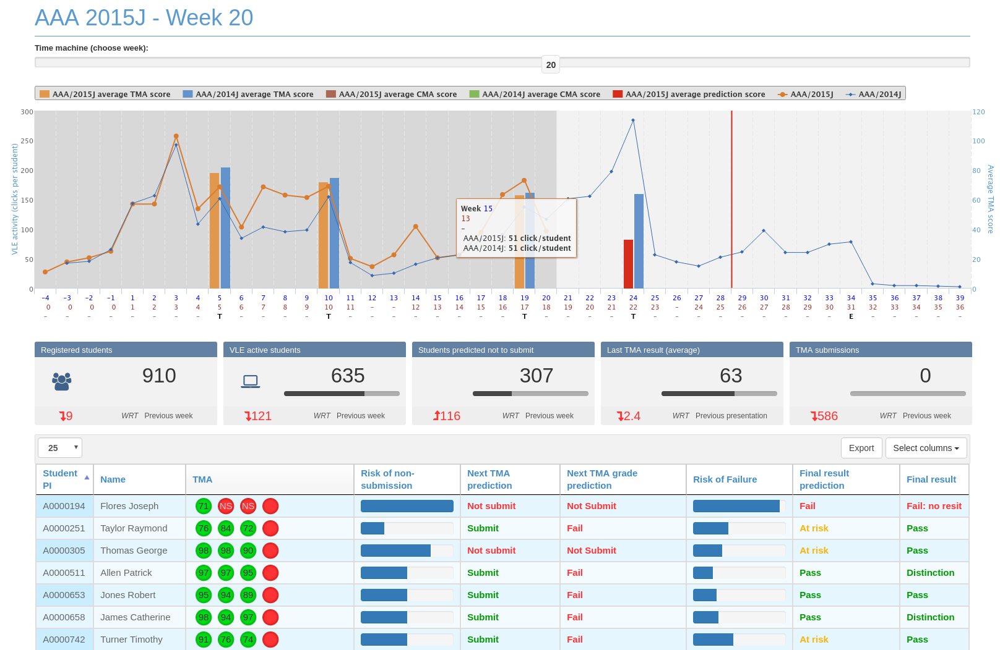 AAA 2015J - Week 20
Time machine (choose week):
20
AAA/2015J average TMA score AAA/2014J average TMA score AAA/2015J average CMA score AAA/2014J average CMA score AAA/2015J average prediction score AAA/2015J AAA/2014J
300 120
250 100
200 80
150 60
100 40
50 20
0 0
VLE activity (clicks per student)
Average TMA score
Week 15
13
–
AAA/2015J: 51 click/student
AAA/2014J: 51 click/student
–4 –3 –2 –1 1 2 3 4 5 6 7 8 9 10 11 12 13 14 15 16 17 18 19 20 21 22 23 24 25 26 27 28 29 30 31 32 33 34 35 36 37 38 39
0 0 0 0 1 2 3 4 5 6 7 8 9 10 11 – – 12 13 14 15 16 17 18 19 20 21 22 23 – 24 25 26 27 28 29 30 31 32 33 34 35 36
– – – – – – – – T – – – – T – – – – – – – – T – – – – T – – – – – – – – – E – – – – –
Registered students VLE active students Students predicted not to submit Last TMA result (average) TMA submissions
910 635 307 63 0
9 WRT Previous week 121 WRT Previous week 116 WRT Previous week 2.4 WRT Previous presentation 586 WRT Previous week
25 Export Select columns
Student PI Name TMA Risk of non-submission Next TMA prediction Next TMA grade prediction Risk of Failure Final result prediction Final result
A0000194 Flores Joseph 71 NS NS Not submit Not Submit Fail Fail: no resit
A0000251 Taylor Raymond 76 84 72 Submit Fail At risk Pass
A0000305 Thomas George 98 98 90 Not submit Not Submit At risk Pass
A0000511 Allen Patrick 97 97 95 Submit Fail Pass Distinction
A0000653 Jones Robert 95 94 89 Submit Fail Pass Pass
A0000658 James Catherine 98 94 97 Submit Fail Pass Distinction
A0000742 Turner Timothy 91 76 74 Submit Fail At risk Pass